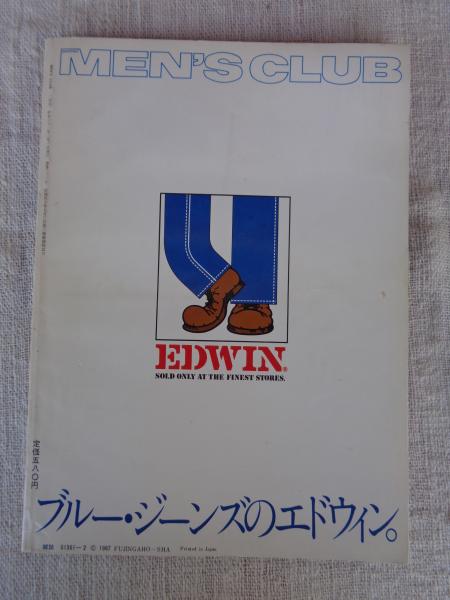 MEN'S CLUB
EDWIN®
SOLD ONLY AT THE FINEST STORES.
定価五八〇円
ブルー・ジーンズのエドウィン。
© 1987 FUJINGAHO-SHA Printed in Japan